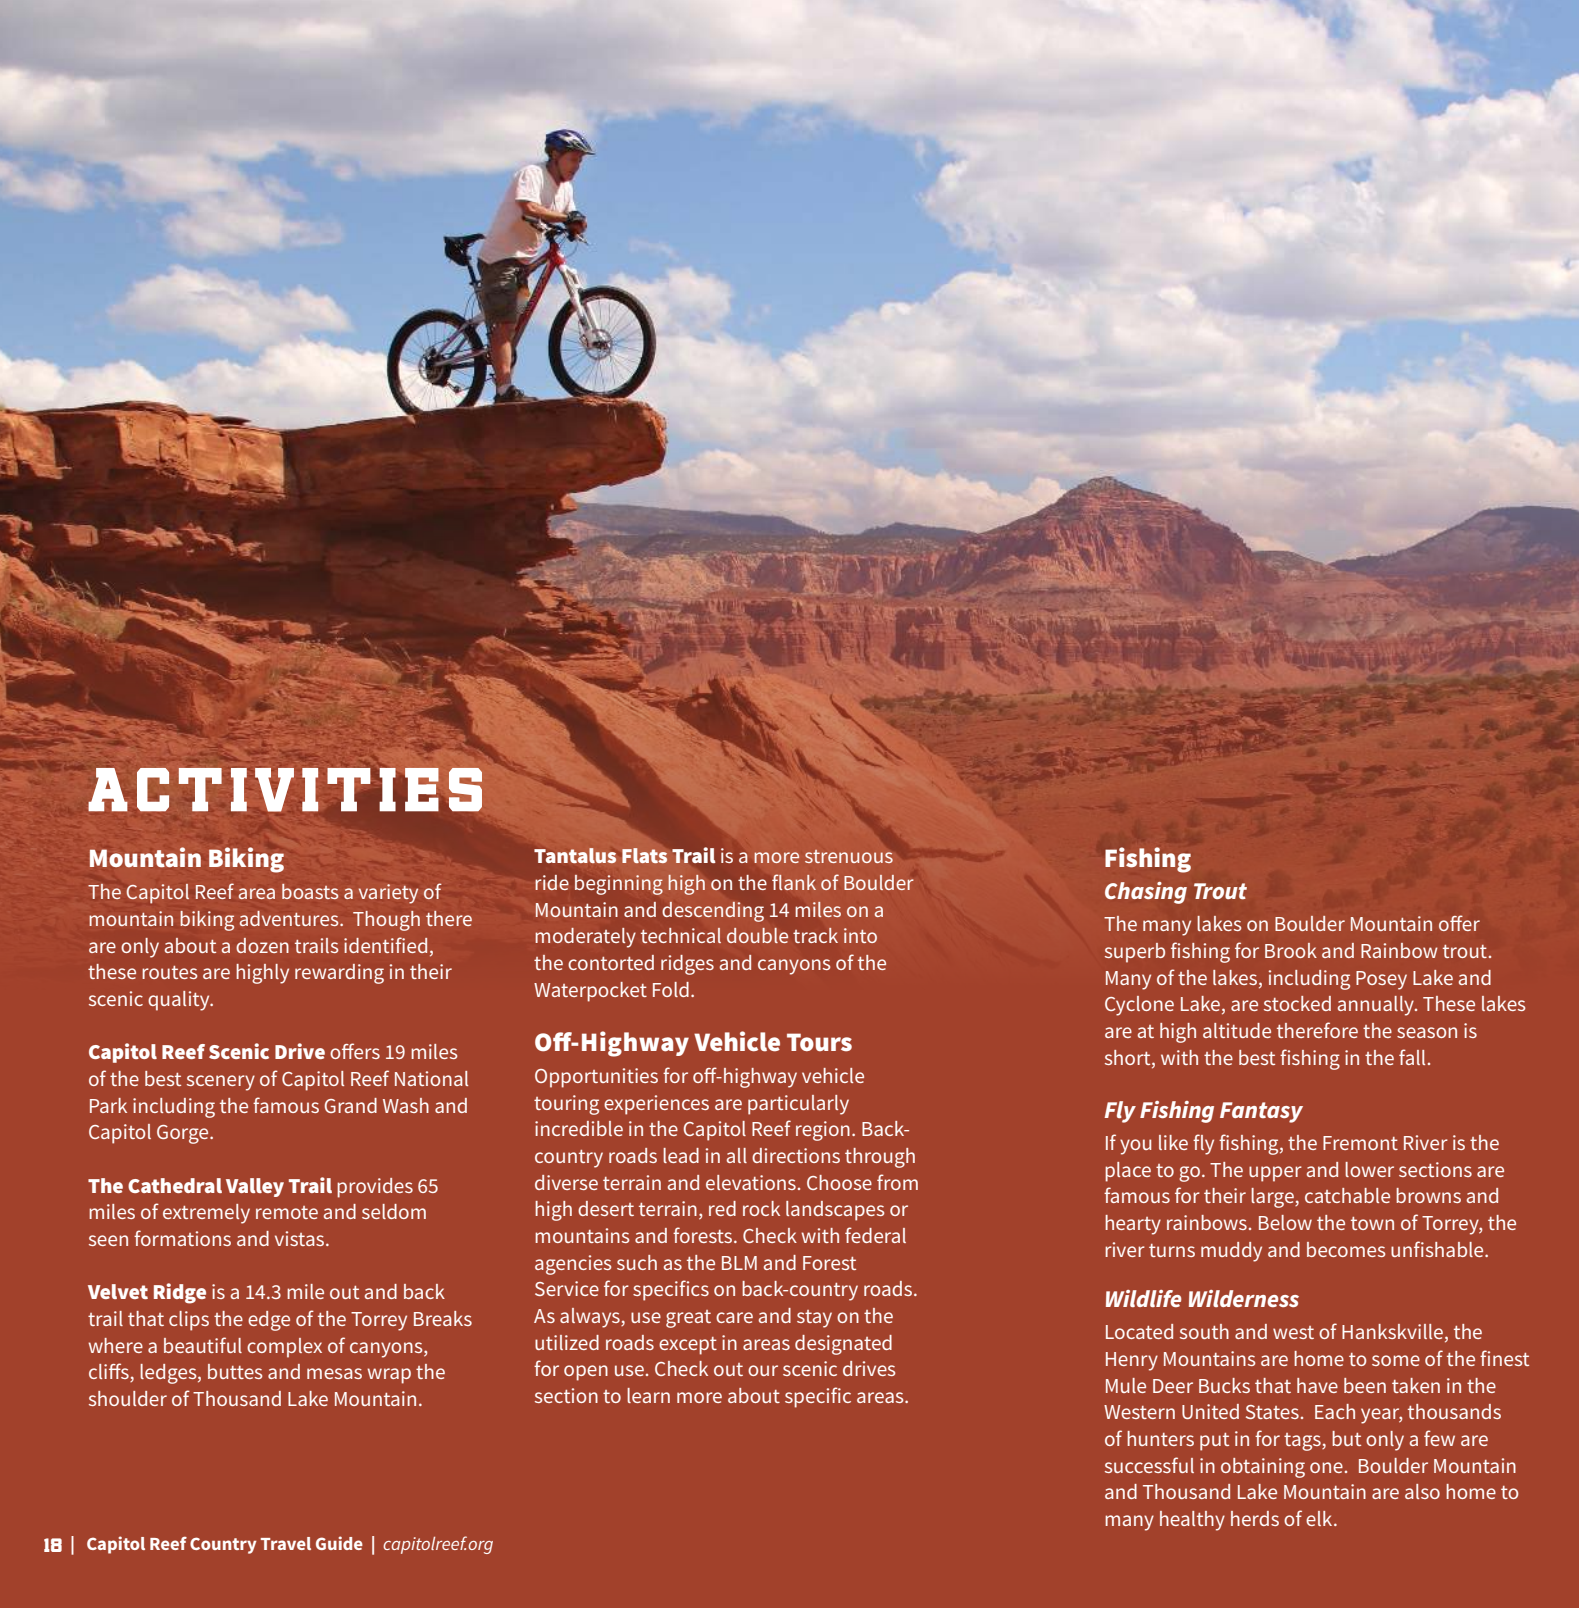 ACTIVITIES
Mountain Biking
The Capitol Reef area boasts a variety of
mountain biking adventures.  Though there
are only about a dozen trails identified,
these routes are highly rewarding in their
scenic quality.
Capitol Reef Scenic Drive offers 19 miles
of the best scenery of Capitol Reef National
Park including the famous Grand Wash and
Capitol Gorge.
The Cathedral Valley Trail provides 65
miles of extremely remote and seldom
seen formations and vistas.
Velvet Ridge is a 14.3 mile out and back
trail that clips the edge of the Torrey Breaks
where a beautiful complex of canyons,
cliffs, ledges, buttes and mesas wrap the
shoulder of Thousand Lake Mountain.
Tantalus Flats Trail is a more strenuous
ride beginning high on the flank of Boulder
Mountain and descending 14 miles on a
moderately technical double track into
the contorted ridges and canyons of the
Waterpocket Fold.
Off-Highway Vehicle Tours
Opportunities for off-highway vehicle
touring experiences are particularly
incredible in the Capitol Reef region. Back-
country roads lead in all directions through
diverse terrain and elevations. Choose from
high desert terrain, red rock landscapes or
mountains and forests. Check with federal
agencies such as the BLM and Forest
Service for specifics on back-country roads.
As always, use great care and stay on the
utilized roads except in areas designated
for open use. Check out our scenic drives
section to learn more about specific areas.
Fishing
Chasing Trout
The many lakes on Boulder Mountain offer
superb fishing for Brook and Rainbow trout.
Many of the lakes, including Posey Lake and
Cyclone Lake, are stocked annually. These lakes
are at high altitude therefore the season is
short, with the best fishing in the fall.
Fly Fishing Fantasy
If you like fly fishing, the Fremont River is the
place to go. The upper and lower sections are
famous for their large, catchable browns and
hearty rainbows. Below the town of Torrey, the
river turns muddy and becomes unfishable.
Wildlife Wilderness
Located south and west of Hankskville, the
Henry Mountains are home to some of the finest
Mule Deer Bucks that have been taken in the
Western United States.  Each year, thousands
of hunters put in for tags, but only a few are
successful in obtaining one.  Boulder Mountain
and Thousand Lake Mountain are also home to
many healthy herds of elk.
18 | Capitol Reef Country Travel Guide | capitolreef.org